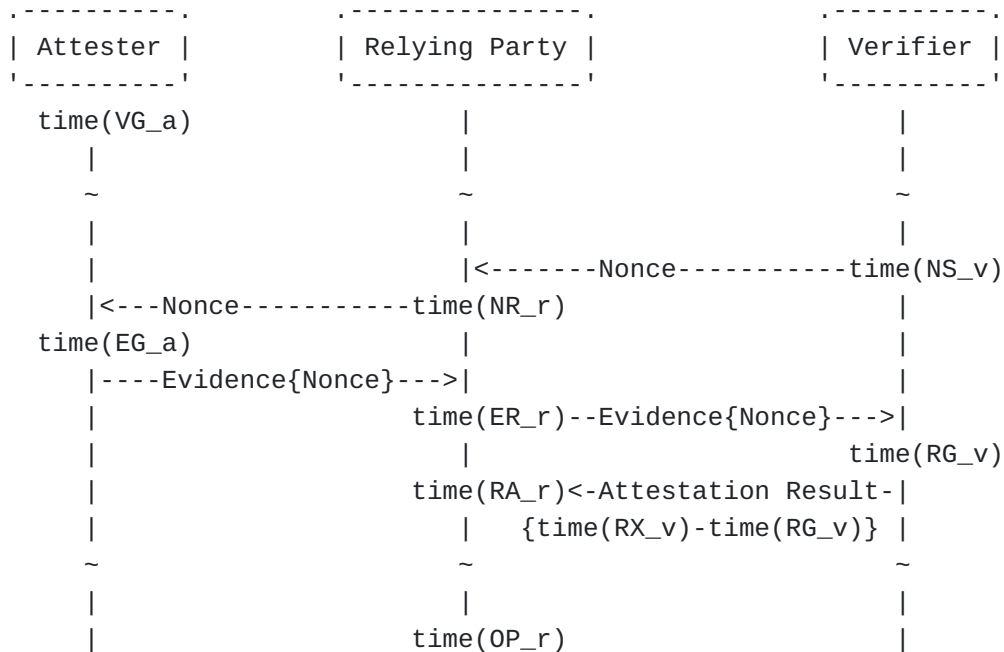 .----------.         .---------------.              .----------.
| Attester |         | Relying Party |              | Verifier |
'----------'         '---------------'              '----------'
  time(VG_a)                 |                           |
     |                       |                           |
     ~                       ~                           ~
     |                       |                           |
     |                       |<-------Nonce-----------time(NS_v)
     |<---Nonce-----------time(NR_r)                     |
  time(EG_a)                 |                           |
     |----Evidence{Nonce}--->|                           |
     |                    time(ER_r)--Evidence{Nonce}--->|
     |                       |                        time(RG_v)
     |                    time(RA_r)<-Attestation Result-|
     |                       |   {time(RX_v)-time(RG_v)} |
     ~                       ~                           ~
     |                       |                           |
     |                    time(OP_r)                     |